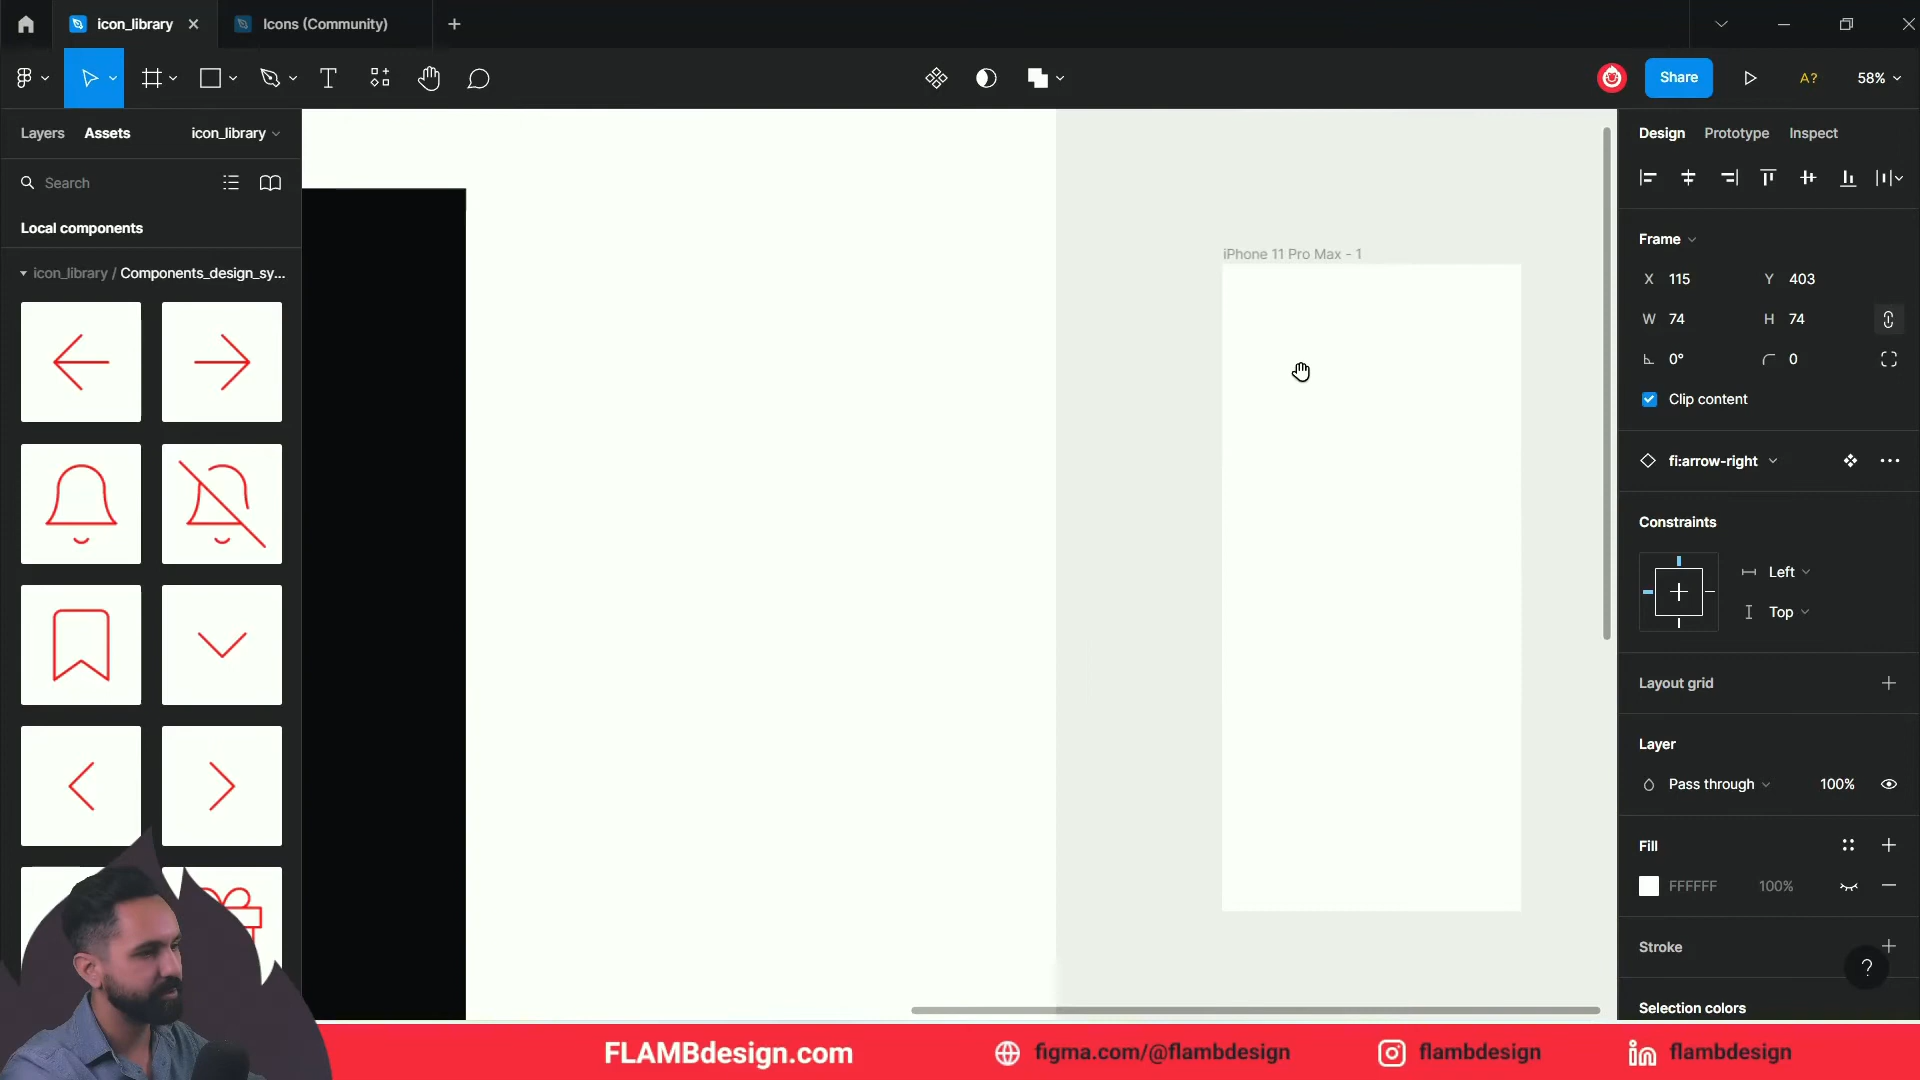 icon_library
Icons (Community)
Share
A?
58%
Layers
Assets
icon_library
Search
Local components
icon_library / Components_design_sy...
iPhone 11 Pro Max - 1
Design
Prototype
Inspect
Frame
X 115
Y 403
W 74
H 74
0°
0
Clip content
fi:arrow-right
Constraints
Left
Top
Layout grid
Layer
Pass through
100%
Fill
FFFFFF
100%
Stroke
?
Selection colors
FLAMBdesign.com
figma.com/@flambdesign
flambdesign
flambdesign